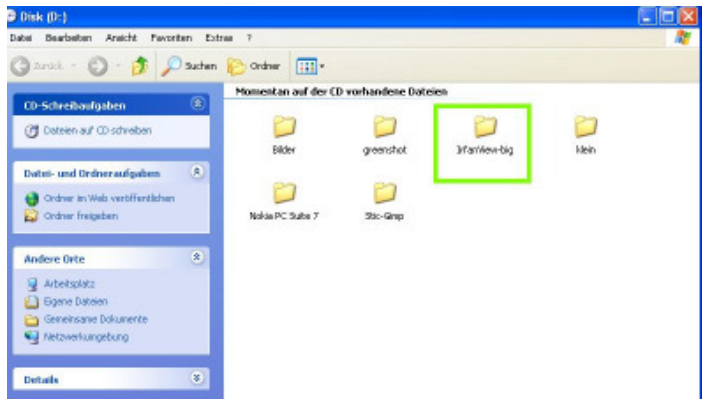 Disk (D:)
Datei Bearbeiten Ansicht Favoriten Extras ?
Zurück Suchen Ordner
Momentan auf der CD vorhandene Dateien
CD-Schreibaufgaben
Dateien auf CD schreiben
Bilder greenshot IrfanView-big klein
Datei- und Ordneraufgaben
Ordner im Web veröffentlichen
Ordner freigeben
Nokia PC Suite 7 Stic-Gimp
Andere Orte
Arbeitsplatz
Eigene Dateien
Gemeinsame Dokumente
Netzwerkumgebung
Details